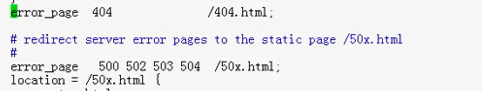 error_page  404              /404.html;
# redirect server error pages to the static page /50x.html
#
error_page   500 502 503 504  /50x.html;
location = /50x.html {